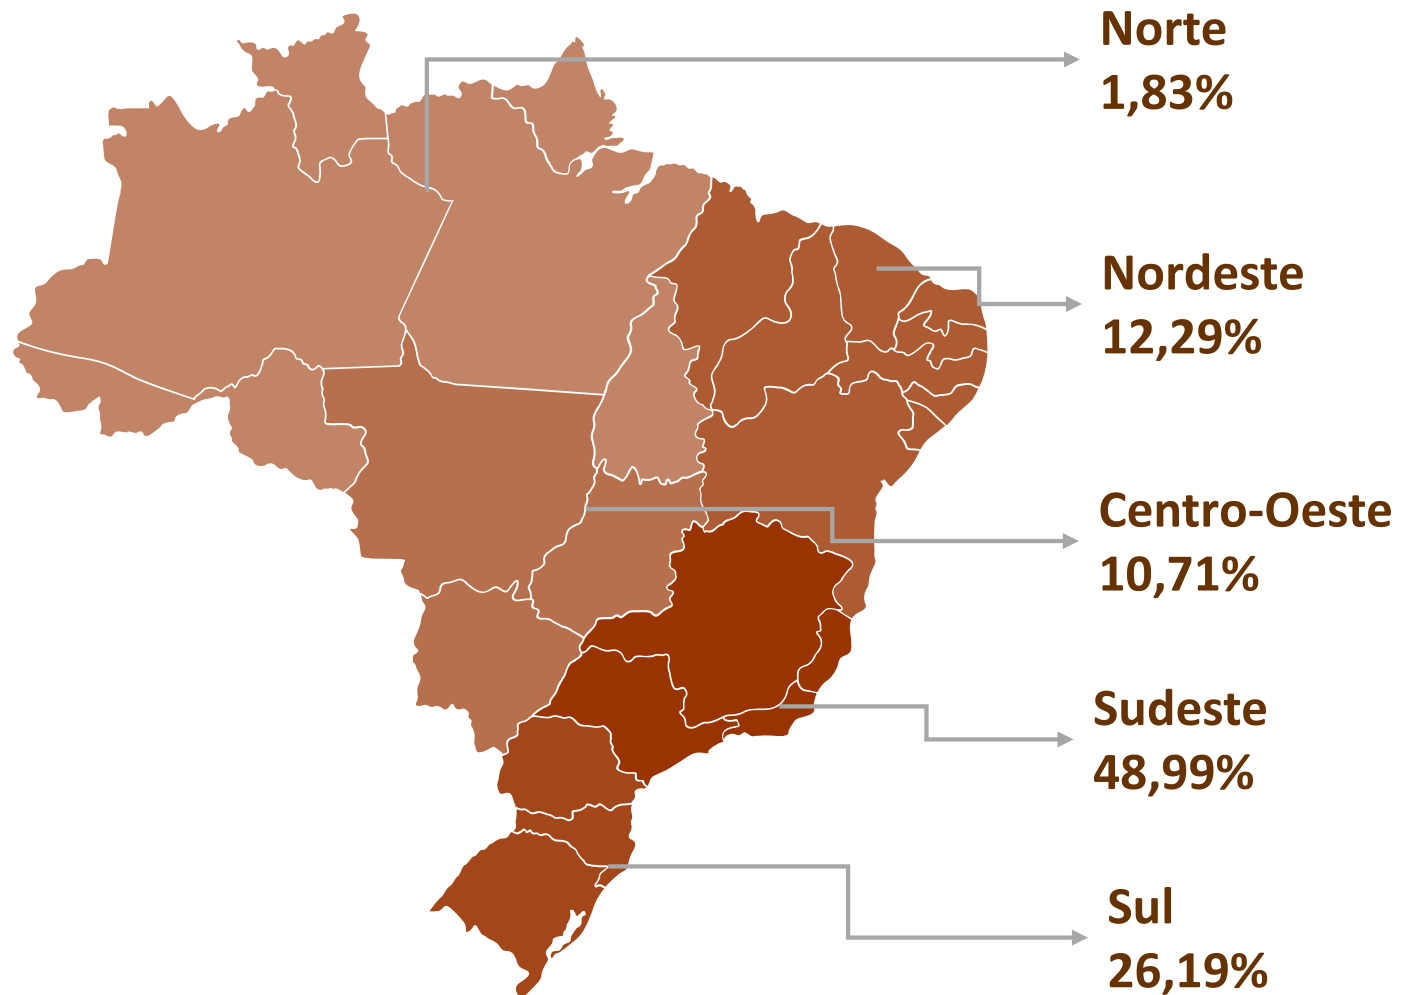 Norte
1,83%
Nordeste
12,29%
Centro-Oeste
10,71%
Sudeste
48,99%
Sul
26,19%